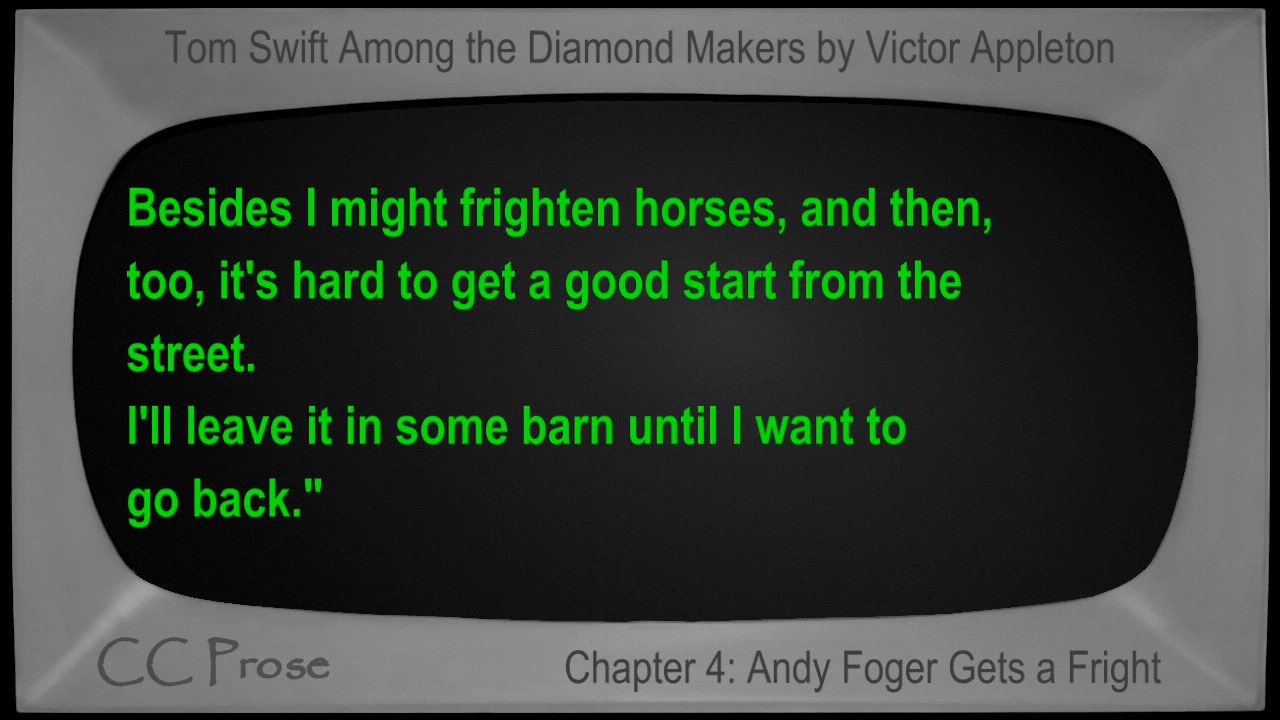 Tom Swift Among the Diamond Makers by Victor Appleton
Besides I might frighten horses, and then,
too, it's hard to get a good start from the
street.
I'll leave it in some barn until I want to
go back."
CC Prose
Chapter 4: Andy Foger Gets a Fright